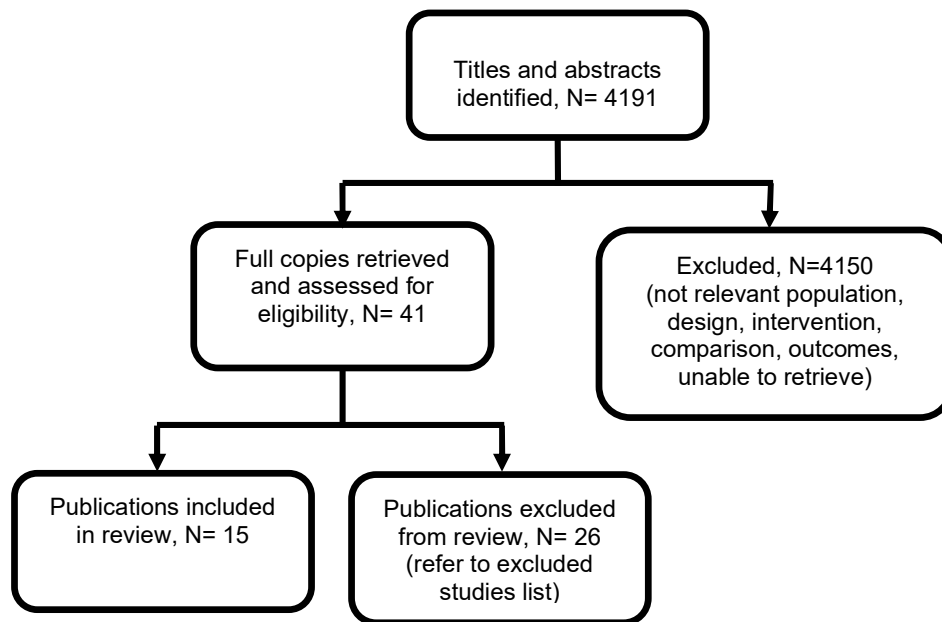 Titles and abstracts
identified, N= 4191
Full copies retrieved
and assessed for
eligibility, N= 41
Excluded, N=4150
(not relevant population,
design, intervention,
comparison, outcomes,
unable to retrieve)
Publications included
in review, N= 15
Publications excluded
from review, N= 26
(refer to excluded
studies list)